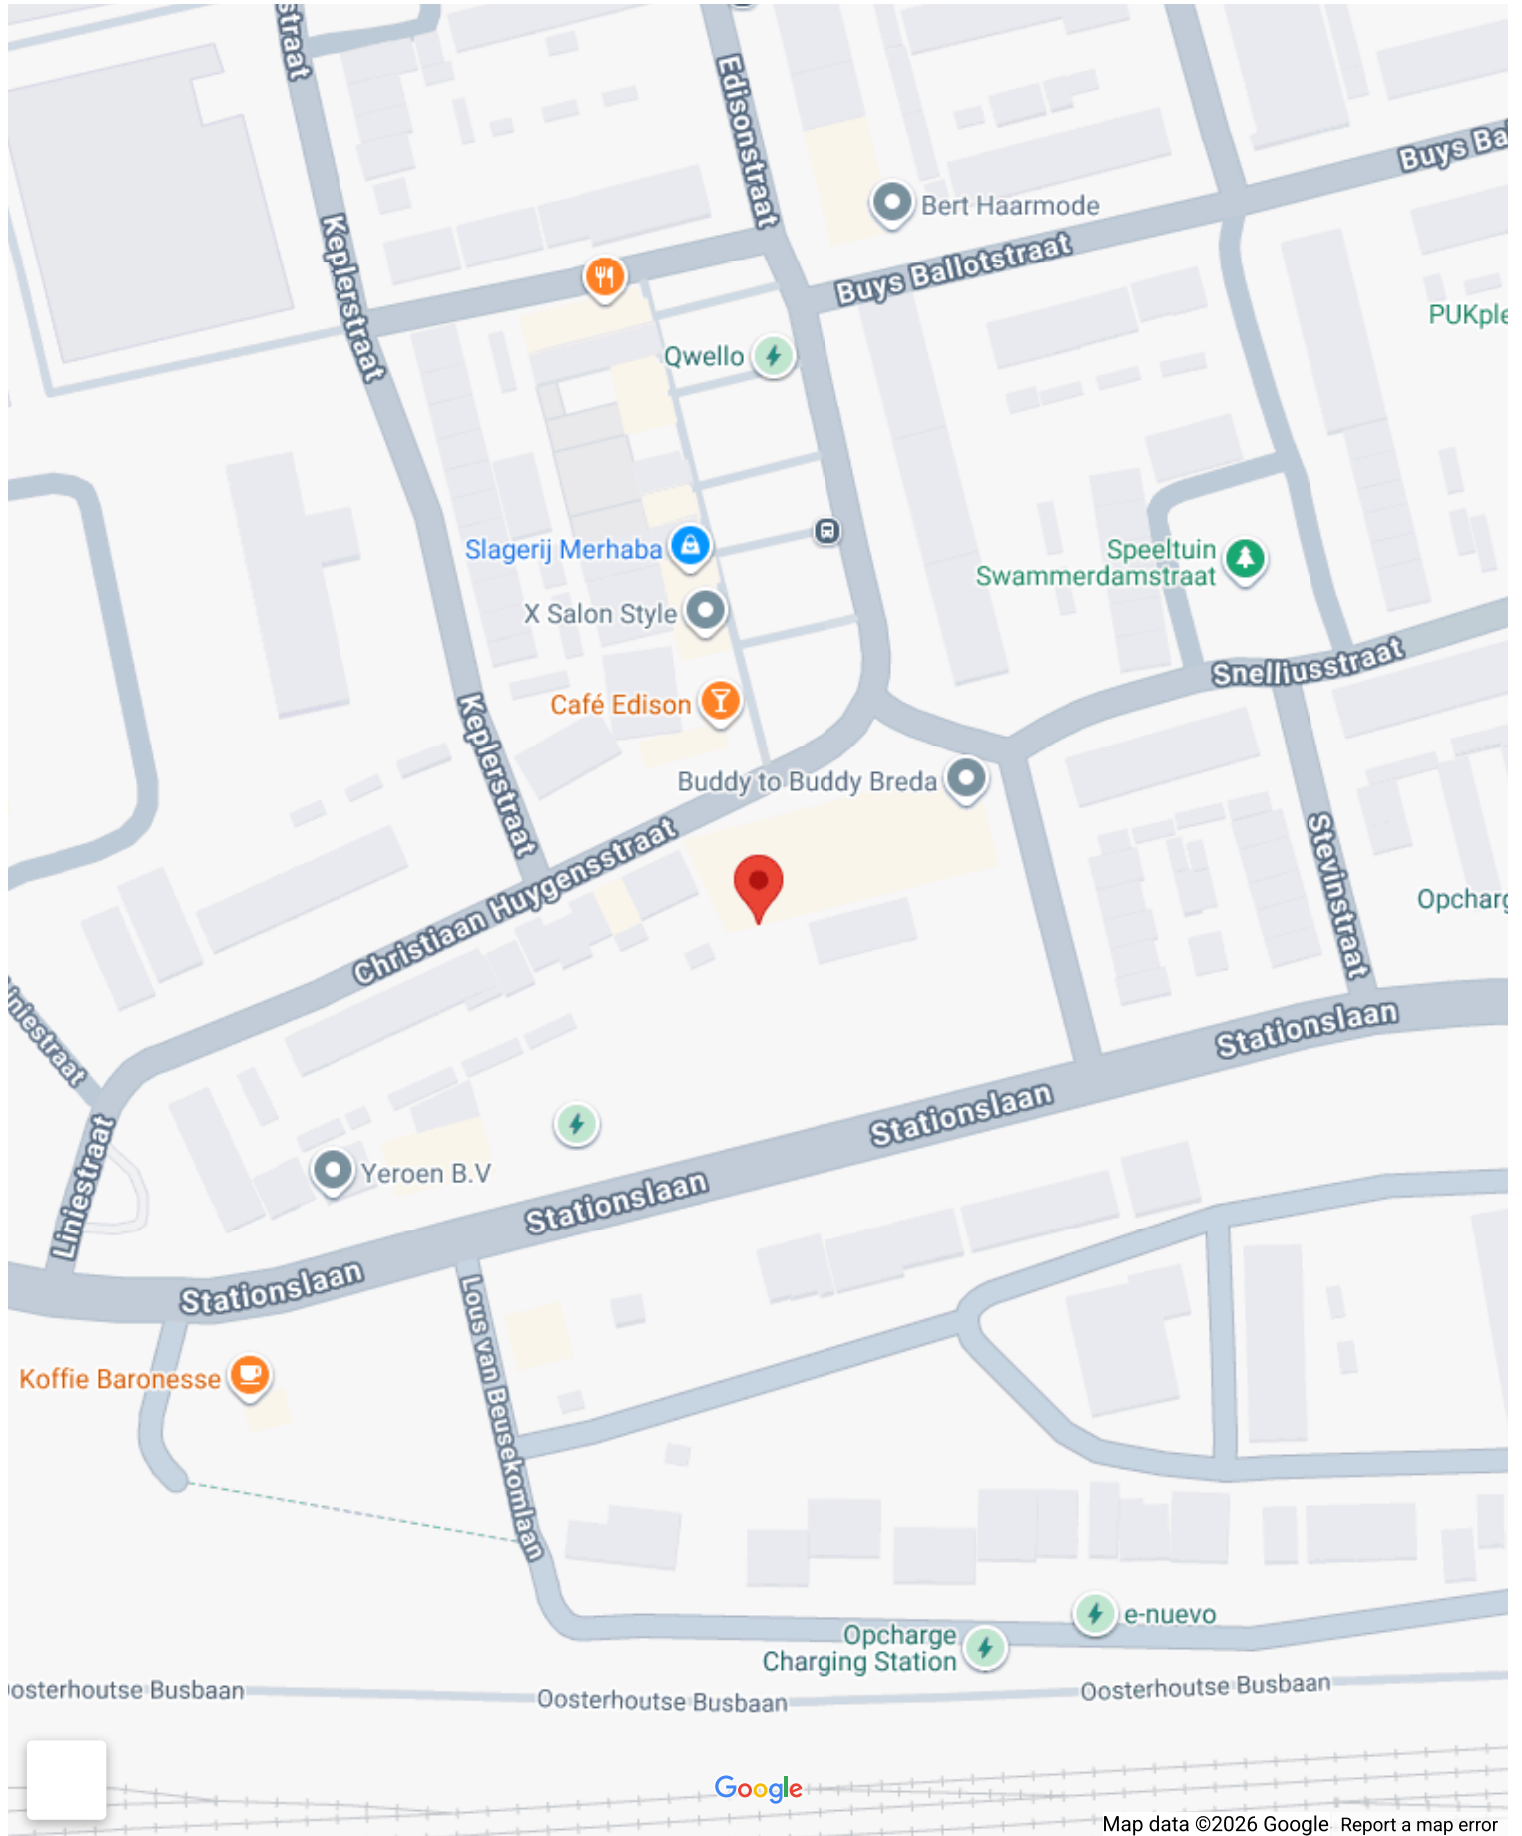 straat
Edisonstraat
Buys Ba
Keplerstraat
Bert Haarmode
Buys Ballotstraat
PUKple
Qwello
Slagerij Merhaba
Speeltuin
Swammerdamstraat
X Salon Style
Snelliusstraat
Café Edison
Keplerstraat
Buddy to Buddy Breda
Christiaan Huygensstraat
Stevinstraat
Opcharg
iniestraat
Stationslaan
Stationslaan
Liniestraat
Yeroen B.V
Stationslaan
Stationslaan
Lous van Beusekomlaan
Koffie Baronesse
e-nuevo
Opcharge
Charging Station
oosterhoutse Busbaan
Oosterhoutse Busbaan
Oosterhoutse Busbaan
Google
Map data ©2026 Google
Report a map error